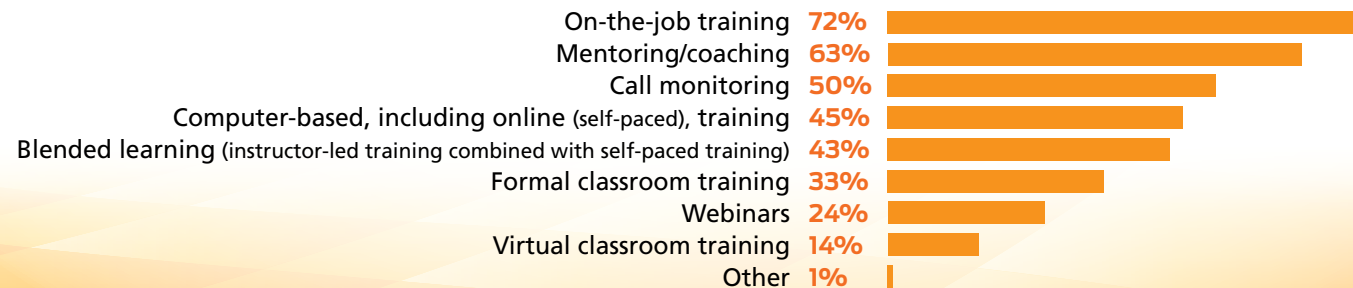 On-the-job training 72%
Mentoring/coaching 63%
Call monitoring 50%
Computer-based, including online (self-paced), training 45%
Blended learning (instructor-led training combined with self-paced training) 43%
Formal classroom training 33%
Webinars 24%
Virtual classroom training 14%
Other 1%